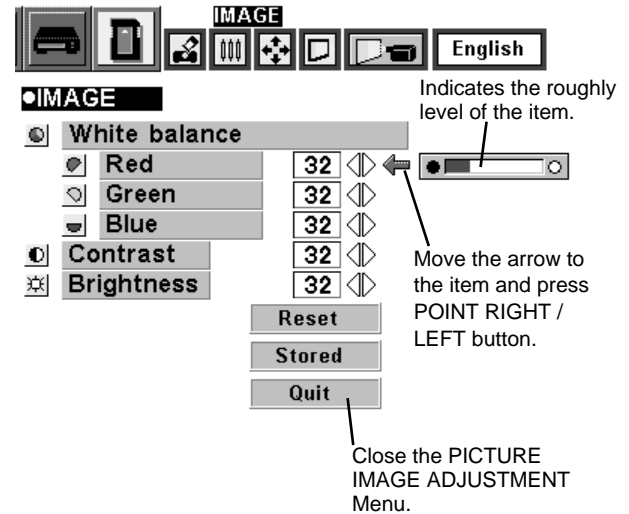 IMAGE
English
●IMAGE
Indicates the roughly
level of the item.
White balance
Red 32
Green 32
Blue 32
Contrast 32
Brightness 32
Move the arrow to
the item and press
POINT RIGHT /
LEFT button.
Reset
Stored
Quit
Close the PICTURE
IMAGE ADJUSTMENT
Menu.